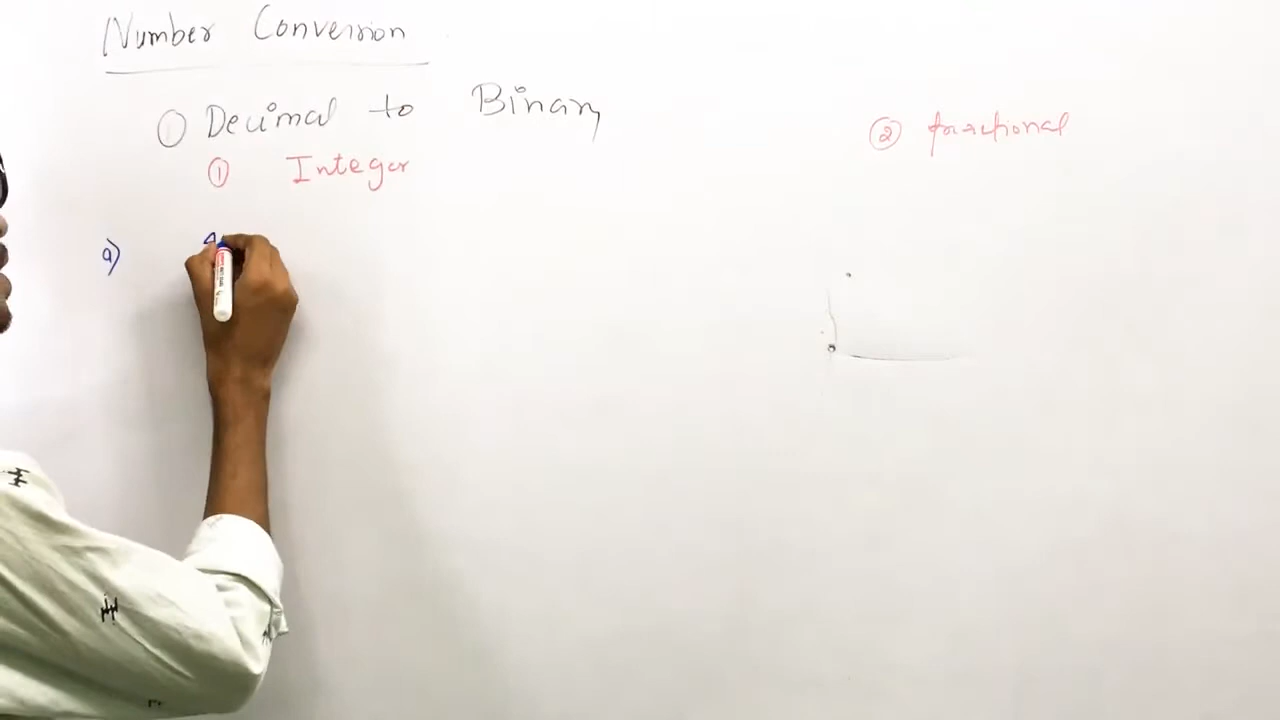 Number Conversion
① Decimal to Binary
① Integer
② fractional
a)